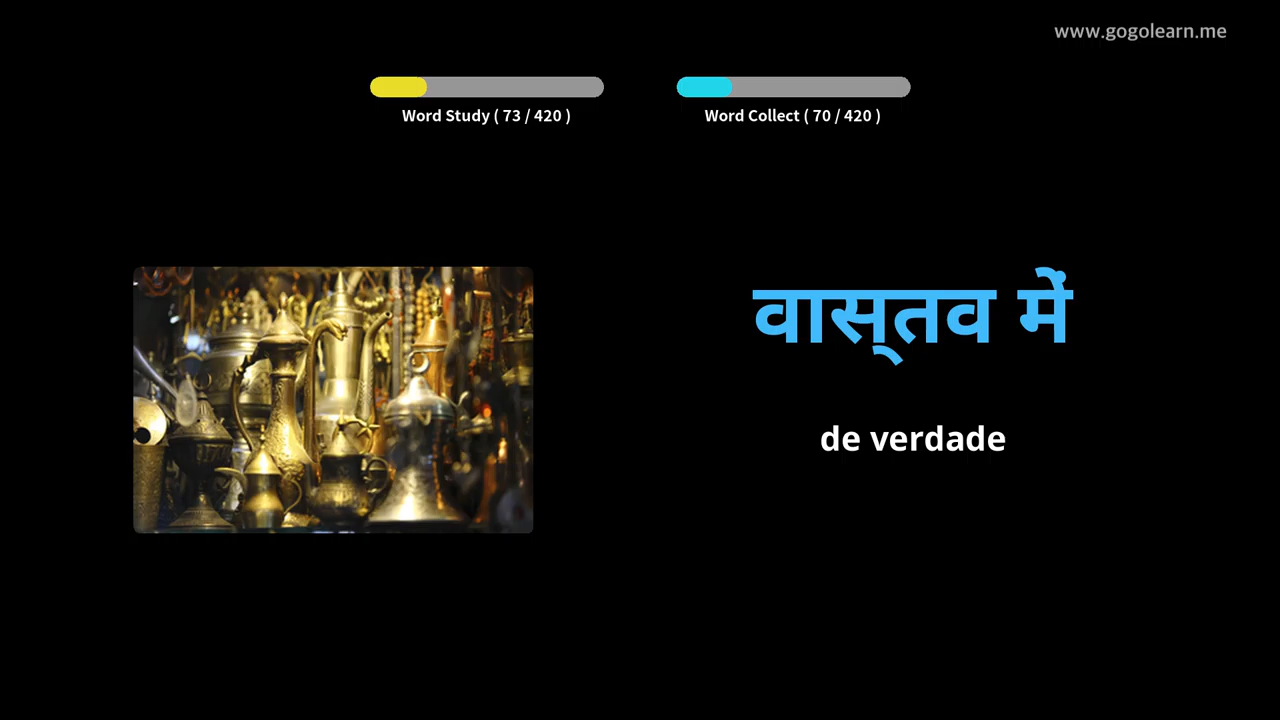 www.gogolearn.me
Word Study ( 73 / 420 )
Word Collect ( 70 / 420 )
वास्‌तव में
de verdade